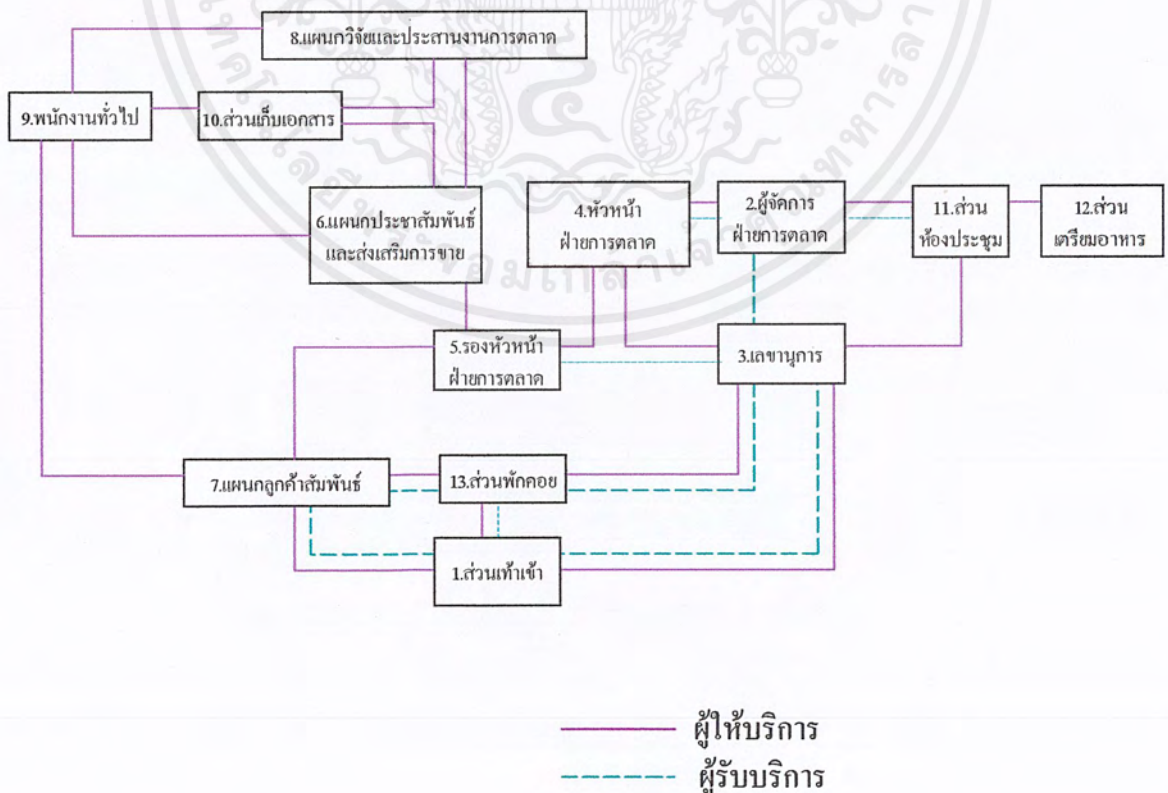 8.แผนกวิจัยและประสานงานการตลาด
9.พนักงานทั่วไป
10.ส่วนเก็บเอกสาร
6.แผนกประชาสัมพันธ์
และส่งเสริมการขาย
4.หัวหน้า
ฝ่ายการตลาด
2.ผู้จัดการ
ฝ่ายการตลาด
11.ส่วน
ห้องประชุม
12.ส่วน
เตรียมอาหาร
5.รองหัวหน้า
ฝ่ายการตลาด
3.เลขานุการ
7.แผนกลูกค้าสัมพันธ์
13.ส่วนพักคอย
1.ส่วนเท้าเข้า
ผู้ให้บริการ
ผู้รับบริการ